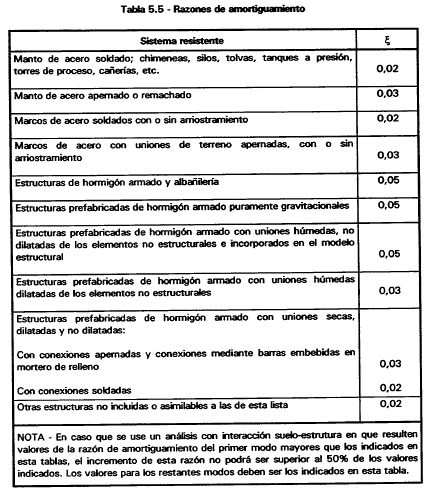 Tabla 5.5 - Razones de amortiguamiento
Sistema resistente ξ
Manto de acero soldado; chimeneas, silos, tolvas, tanques a presión,
torres de proceso, cañerías, etc. 0,02
Manto de acero apernado o remachado 0,03
Marcos de acero soldados con o sin arriostramiento 0,02
Marcos de acero con uniones de terreno apernadas, con o sin
arriostramiento 0,03
Estructuras de hormigón armado y albañilería 0,05
Estructuras prefabricadas de hormigón armado puramente gravitacionales 0,05
Estructuras prefabricadas de hormigón armado con uniones húmedas, no
dilatadas de los elementos no estructurales e incorporados en el modelo
estructural 0,05
Estructuras prefabricadas de hormigón armado con uniones húmedas
dilatadas de los elementos no estructurales 0,03
Estructuras prefabricadas de hormigón armado con uniones secas,
dilatadas y no dilatadas:
Con conexiones apernadas y conexiones mediante barras embebidas en
mortero de relleno 0,03
Con conexiones soldadas 0,02
Otras estructuras no incluidas o asimilables a las de esta lista 0,02
NOTA - En caso que se use un análisis con interacción suelo-estrutura en que resulten
valores de la razón de amortiguamiento del primer modo mayores que los indicados en
esta tablas, el incremento de esta razón no podrá ser superior al 50% de los valores
indicados. Los valores para los restantes modos deben ser los indicados en esta tabla.